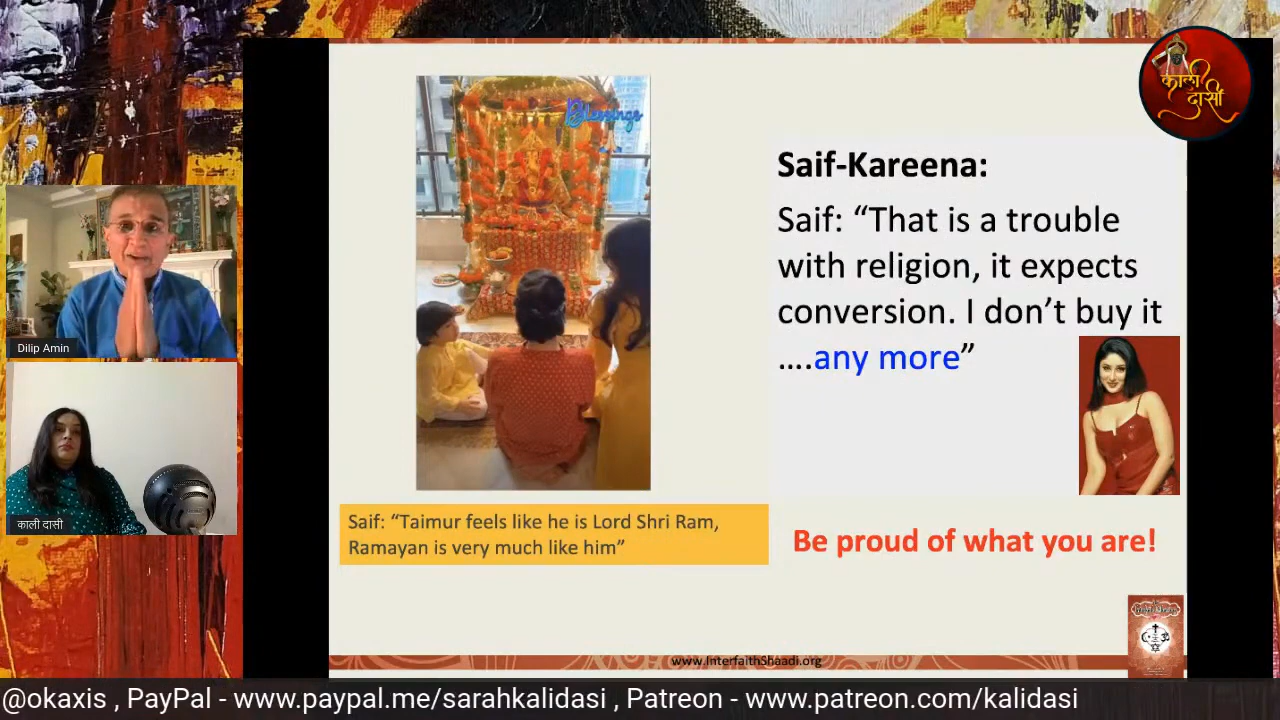 काली
दासी
Blessings
Saif-Kareena:
Saif: “That is a trouble
with religion, it expects
conversion. I don’t buy it
….any more”
Dilip Amin
काली दासी
Saif: “Taimur feels like he is Lord Shri Ram,
Ramayan is very much like him”
Be proud of what you are!
www.InterfaithShaadi.org
@okaxis , PayPal - www.paypal.me/sarahkalidasi , Patreon - www.patreon.com/kalidasi